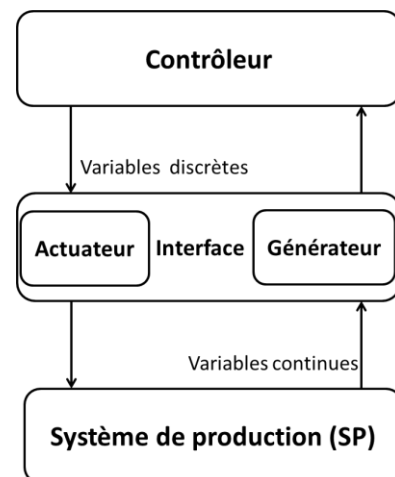 Contrôleur
Variables discrètes
Actuateur Interface Générateur
Variables continues
Système de production (SP)